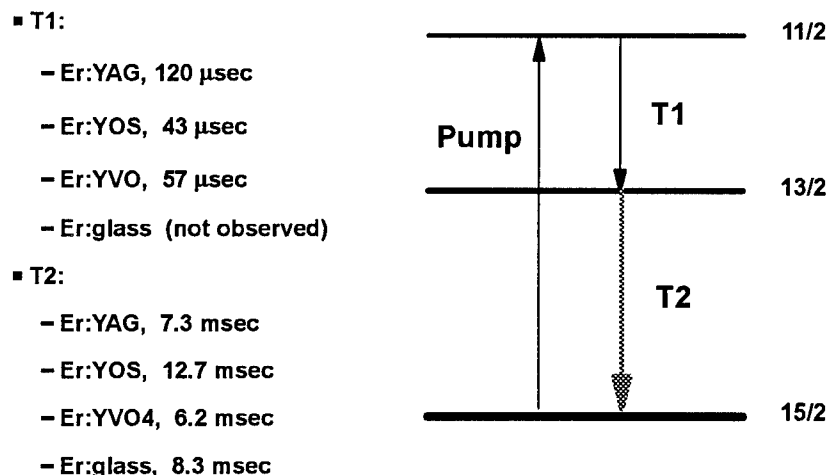 ▪ T1:
– Er:YAG, 120 μsec
– Er:YOS, 43 μsec
– Er:YVO, 57 μsec
– Er:glass (not observed)
▪ T2:
– Er:YAG, 7.3 msec
– Er:YOS, 12.7 msec
– Er:YVO4, 6.2 msec
– Er:glass, 8.3 msec
11/2
Pump
T1
13/2
T2
15/2